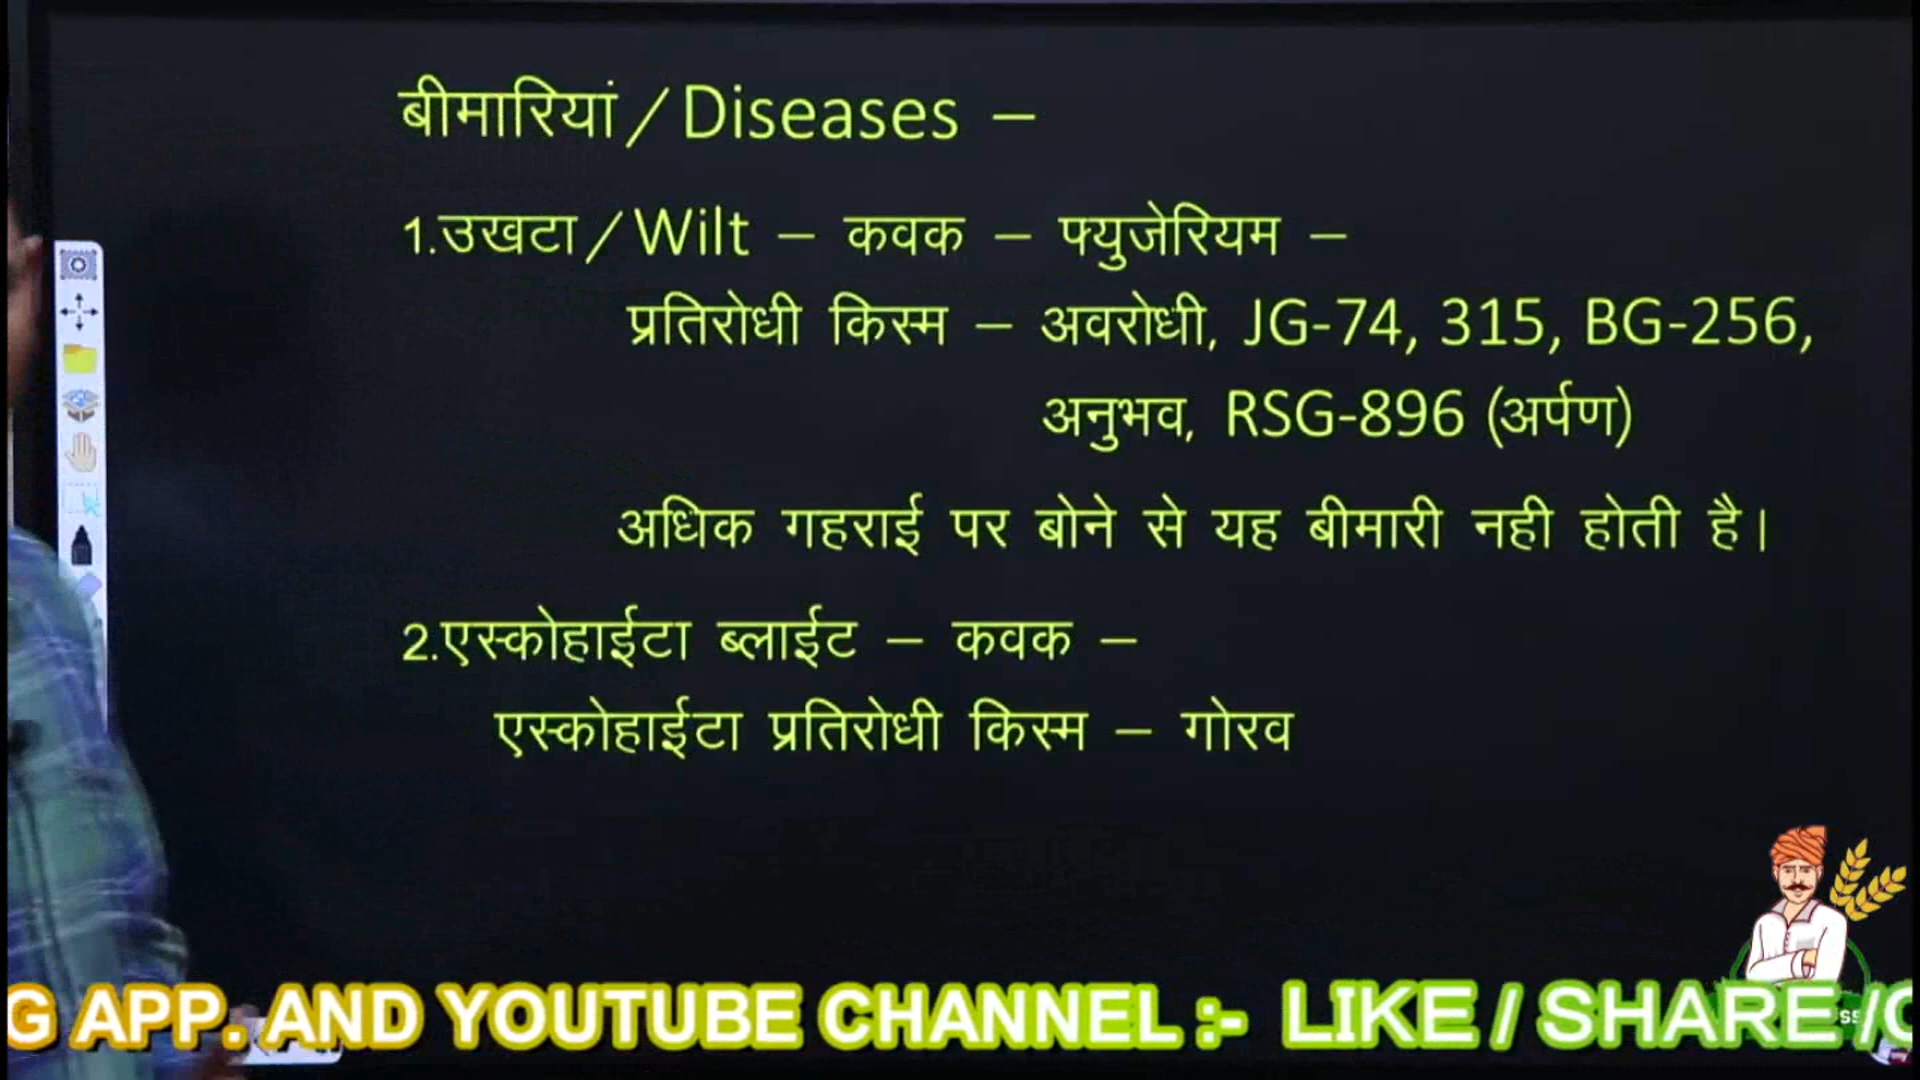 बीमारियां / Diseases –
1.उखटा / Wilt – कवक – फ्युजेरियम –
प्रतिरोधी किस्म – अवरोधी, JG-74, 315, BG-256,
अनुभव, RSG-896 (अर्पण)
अधिक गहराई पर बोने से यह बीमारी नही होती है।
2.एस्कोहाईटा ब्लाईट – कवक –
एस्कोहाईटा प्रतिरोधी किस्म – गोरव
G APP. AND YOUTUBE CHANNEL :- LIKE / SHARE /